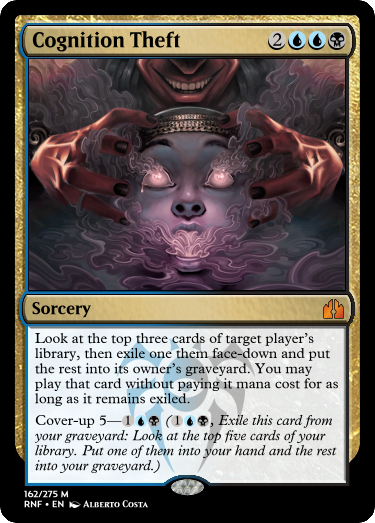 Cognition Theft 2
Sorcery
Look at the top three cards of target player's
library, then exile one them face-down and put
the rest into its owner's graveyard. You may
play that card without paying it mana cost for as
long as it remains exiled.
Cover-up 5—1 (1, Exile this card from
your graveyard: Look at the top five cards of your
library. Put one of them into your hand and the rest
into your graveyard.)
162/275 M
RNF • EN Alberto Costa